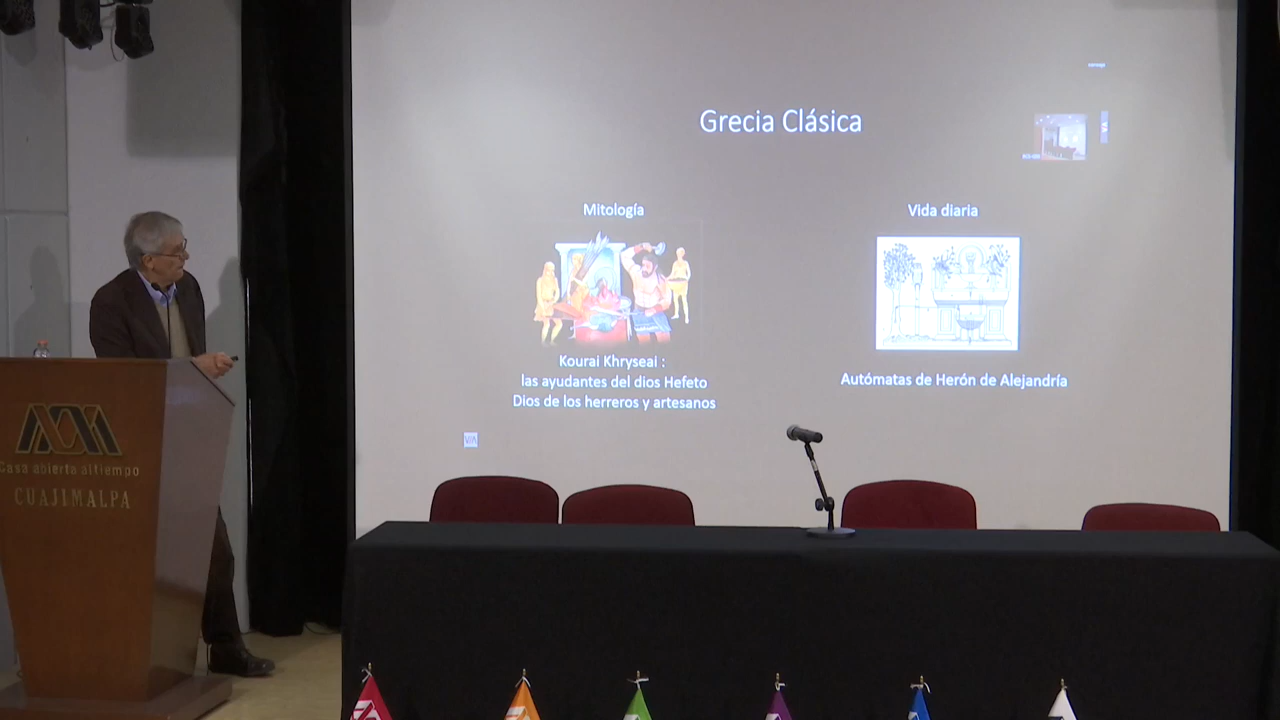 Grecia Clásica
Mitología
Vida diaria
Kourai Khryseai :
las ayudantes del dios Hefeto
Dios de los herreros y artesanos
Autómatas de Herón de Alejandría
Casa abierta al tiempo
CUAJIMALPA